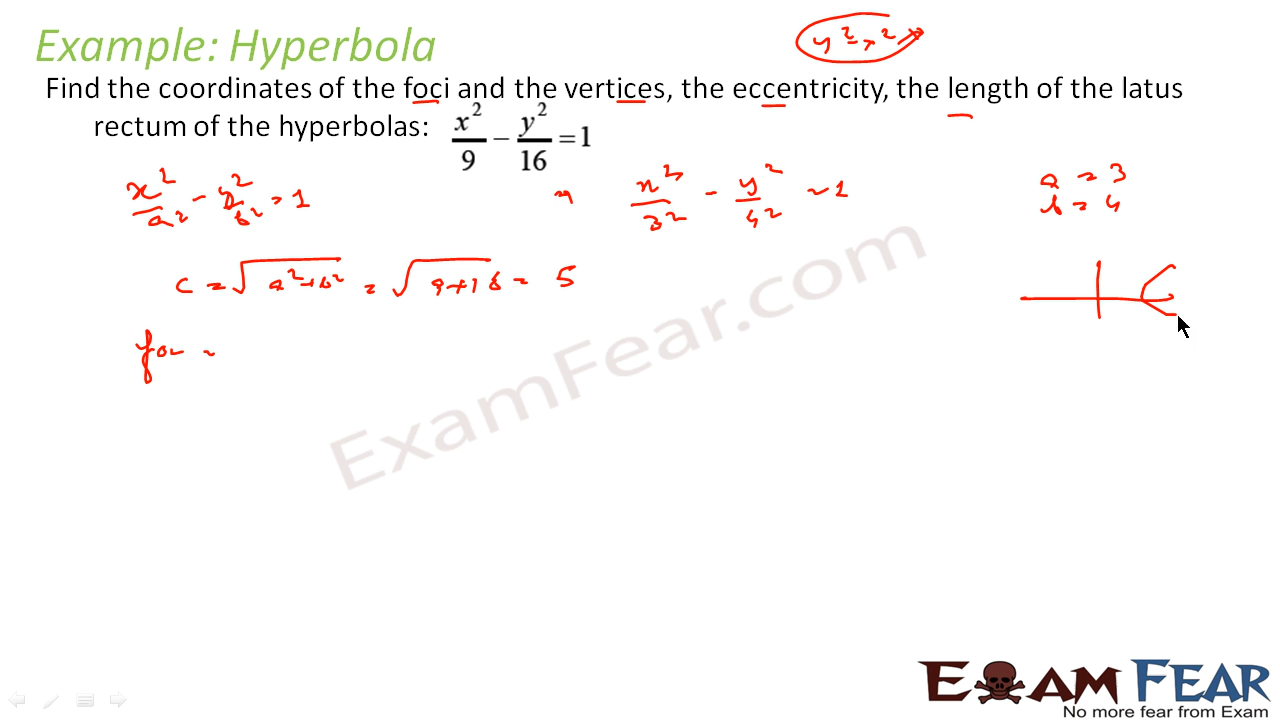 Example: Hyperbola
y² - x²
Find the coordinates of the foci and the vertices, the eccentricity, the length of the latus
rectum of the hyperbolas: x²/9 − y²/16 = 1
x²/a² - y²/b² = 1 ⇒ x²/3² - y²/4² = 1 a = 3
b = 4
c = √(a²+b²) = √(9+16) = 5
ExamFear.com
EXAM FEAR
No more fear from Exam